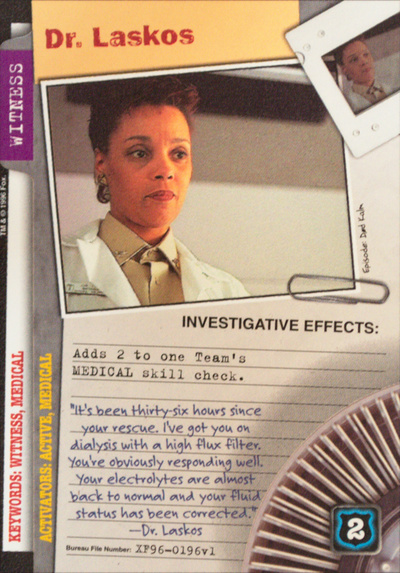 Dr. Laskos
WITNESS
TM & © 1996 Fox.
Episode: Død Kalm
KEYWORDS: WITNESS, MEDICAL
ACTIVATORS: ACTIVE, MEDICAL
INVESTIGATIVE EFFECTS:
Adds 2 to one Team's
MEDICAL skill check.
"It's been thirty-six hours since
your rescue. I've got you on
dialysis with a high flux filter.
You're obviously responding well.
Your electrolytes are almost
back to normal and your fluid
status has been corrected."
—Dr. Laskos
Bureau File Number: XF96-0196v1
2